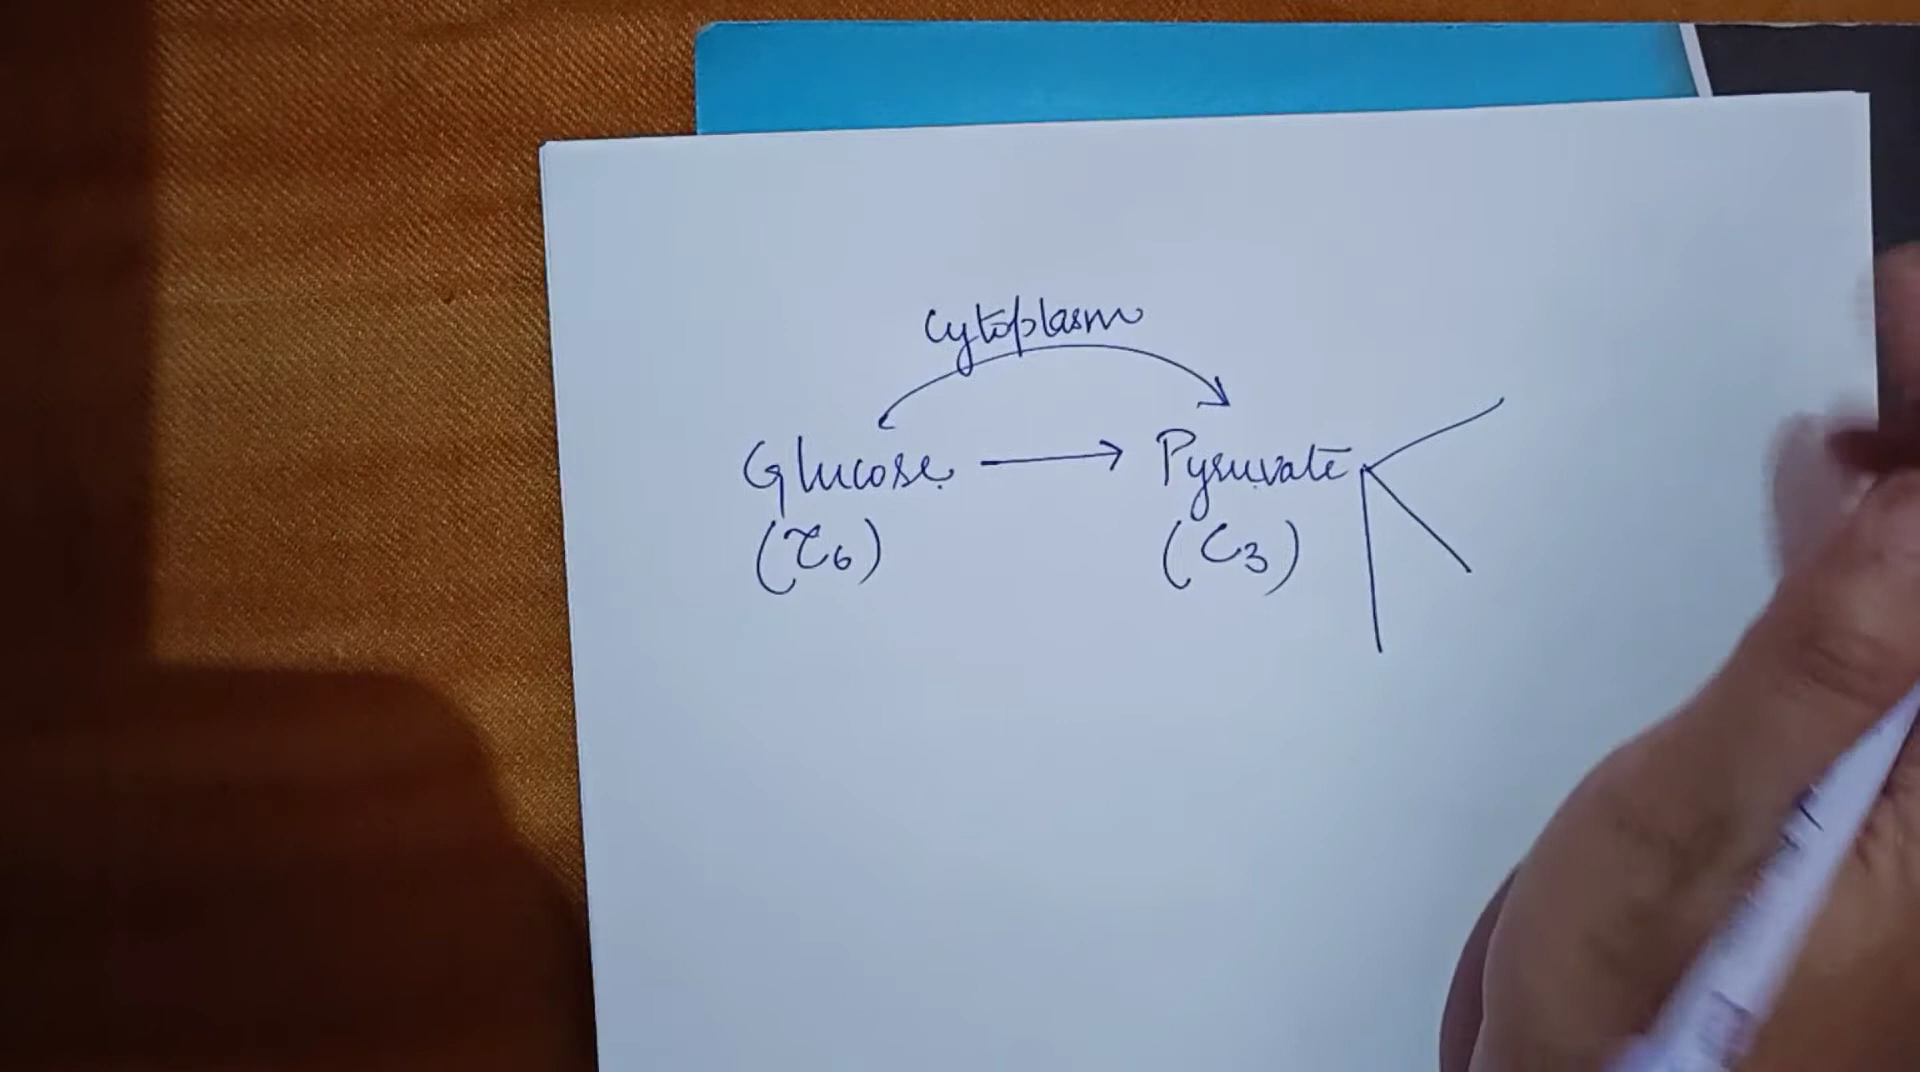 Cytoplasm
Glucose → Pyruvate
(C6) (C3)